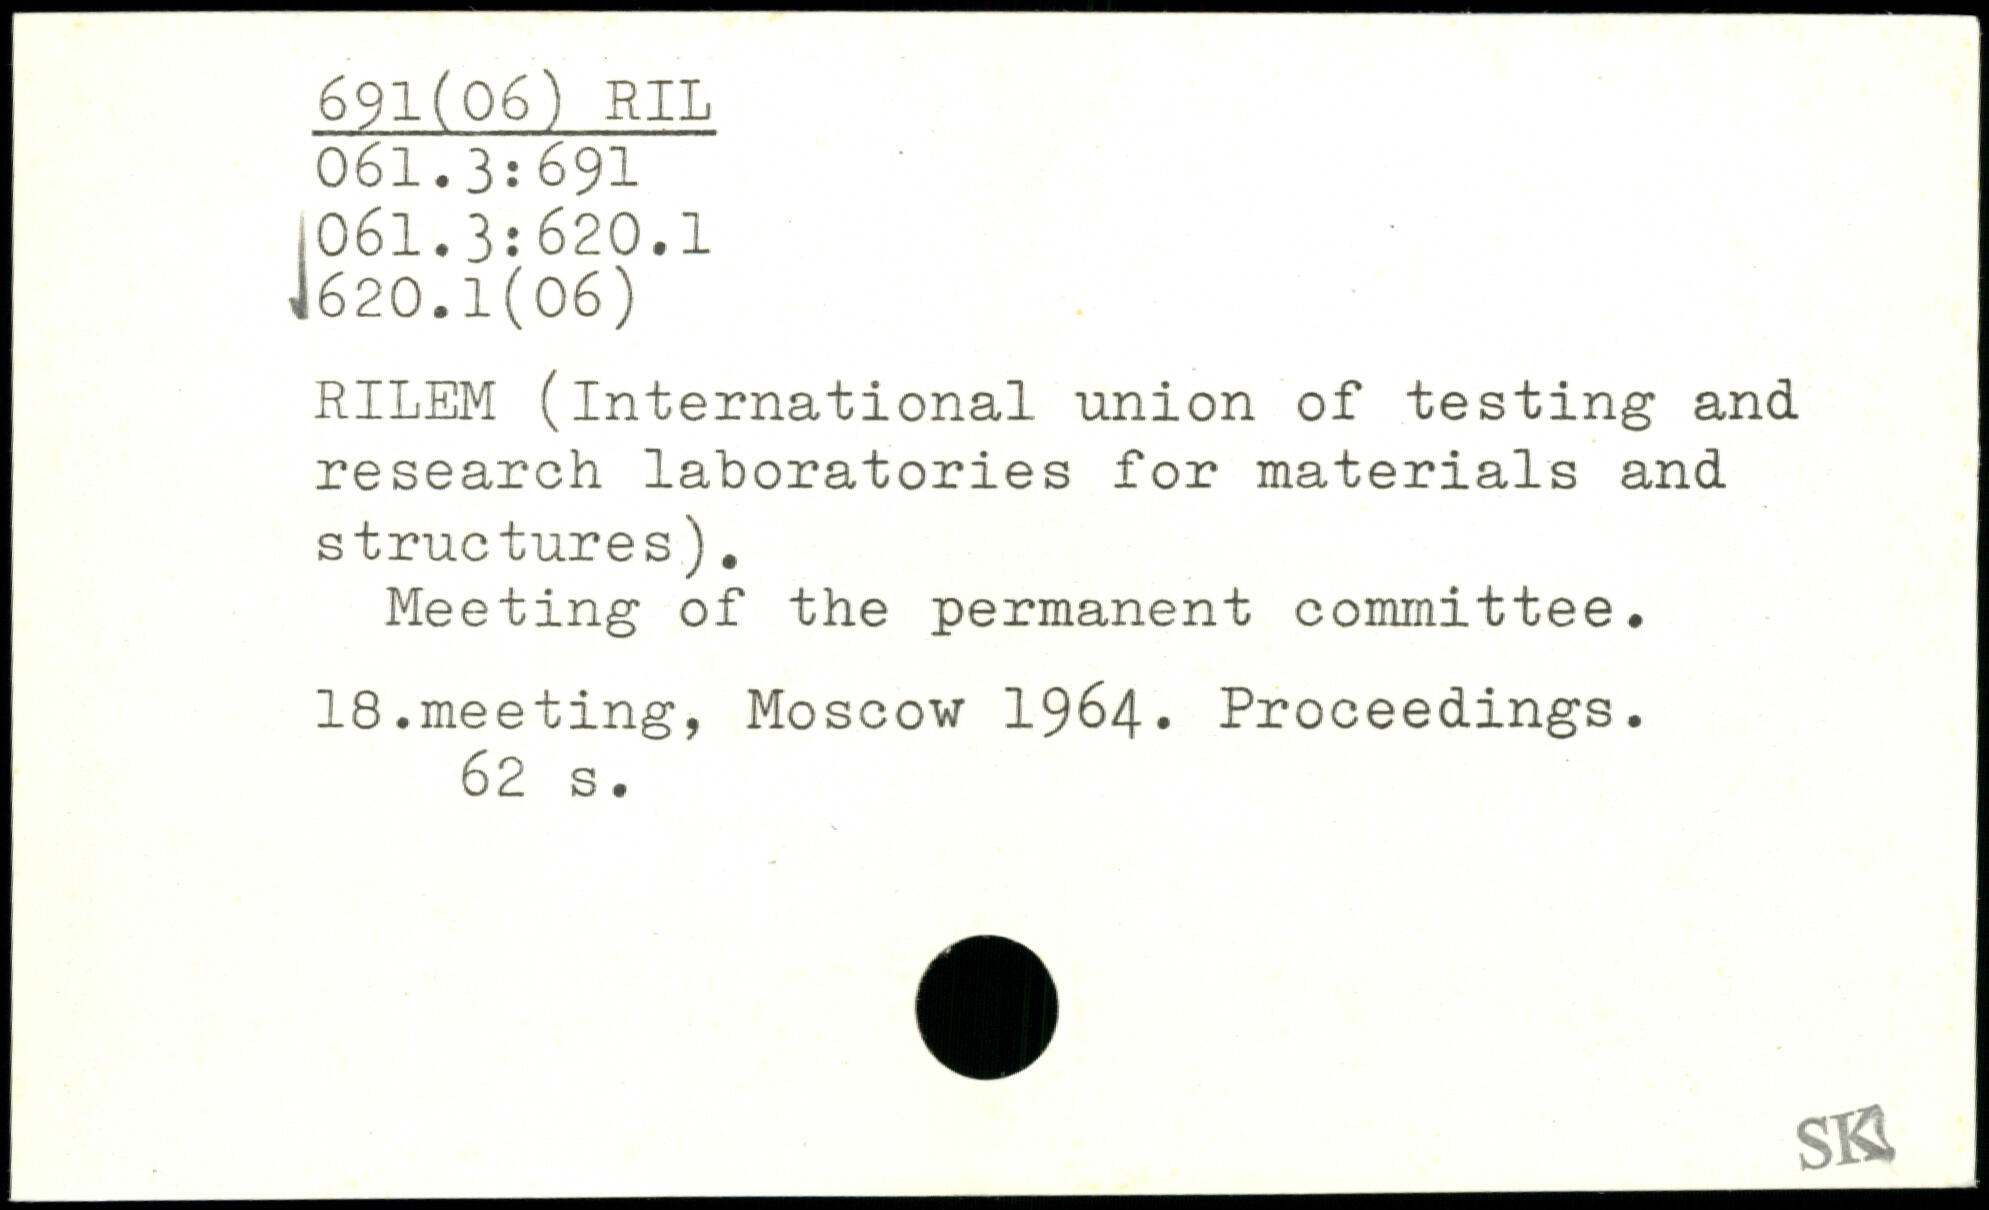 691(06) RIL
061.3:691
061.3:620.1
620.1(06)
RILEM (International union of testing and
research laboratories for materials and
structures).
Meeting of the permanent committee.
18.meeting, Moscow 1964. Proceedings.
62 s.
SK